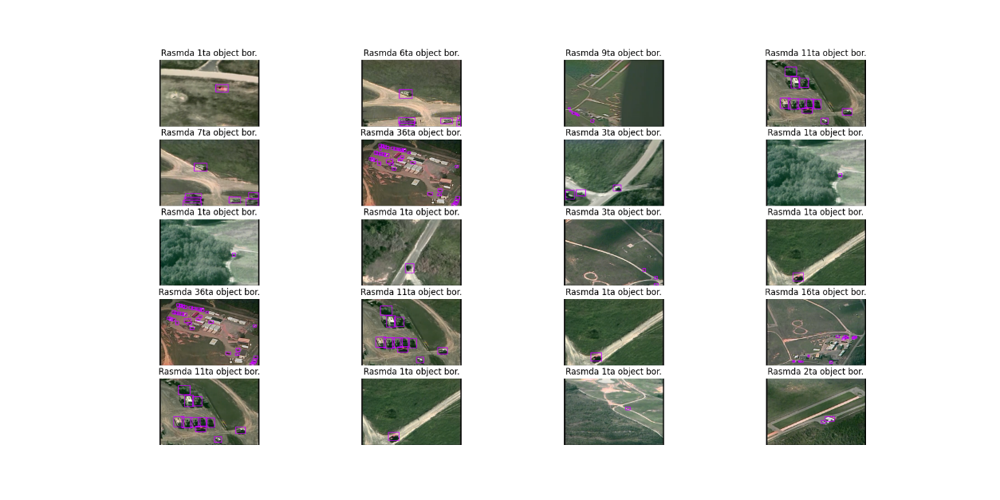 Rasmda 1ta object bor.
Rasmda 6ta object bor.
Rasmda 9ta object bor.
Rasmda 11ta object bor.
Rasmda 7ta object bor.
Rasmda 36ta object bor.
Rasmda 3ta object bor.
Rasmda 1ta object bor.
Rasmda 1ta object bor.
Rasmda 1ta object bor.
Rasmda 3ta object bor.
Rasmda 1ta object bor.
Rasmda 36ta object bor.
Rasmda 11ta object bor.
Rasmda 1ta object bor.
Rasmda 16ta object bor.
Rasmda 11ta object bor.
Rasmda 1ta object bor.
Rasmda 1ta object bor.
Rasmda 2ta object bor.